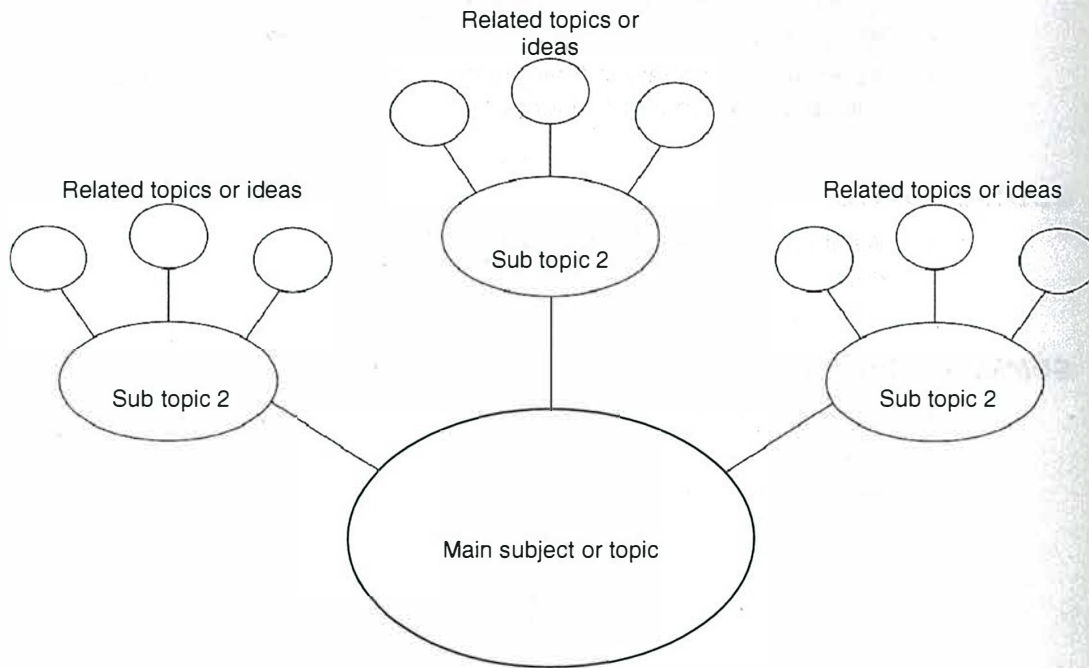 Related topics or
ideas
Related topics or ideas
Related topics or ideas
Sub topic 2
Sub topic 2
Sub topic 2
Main subject or topic